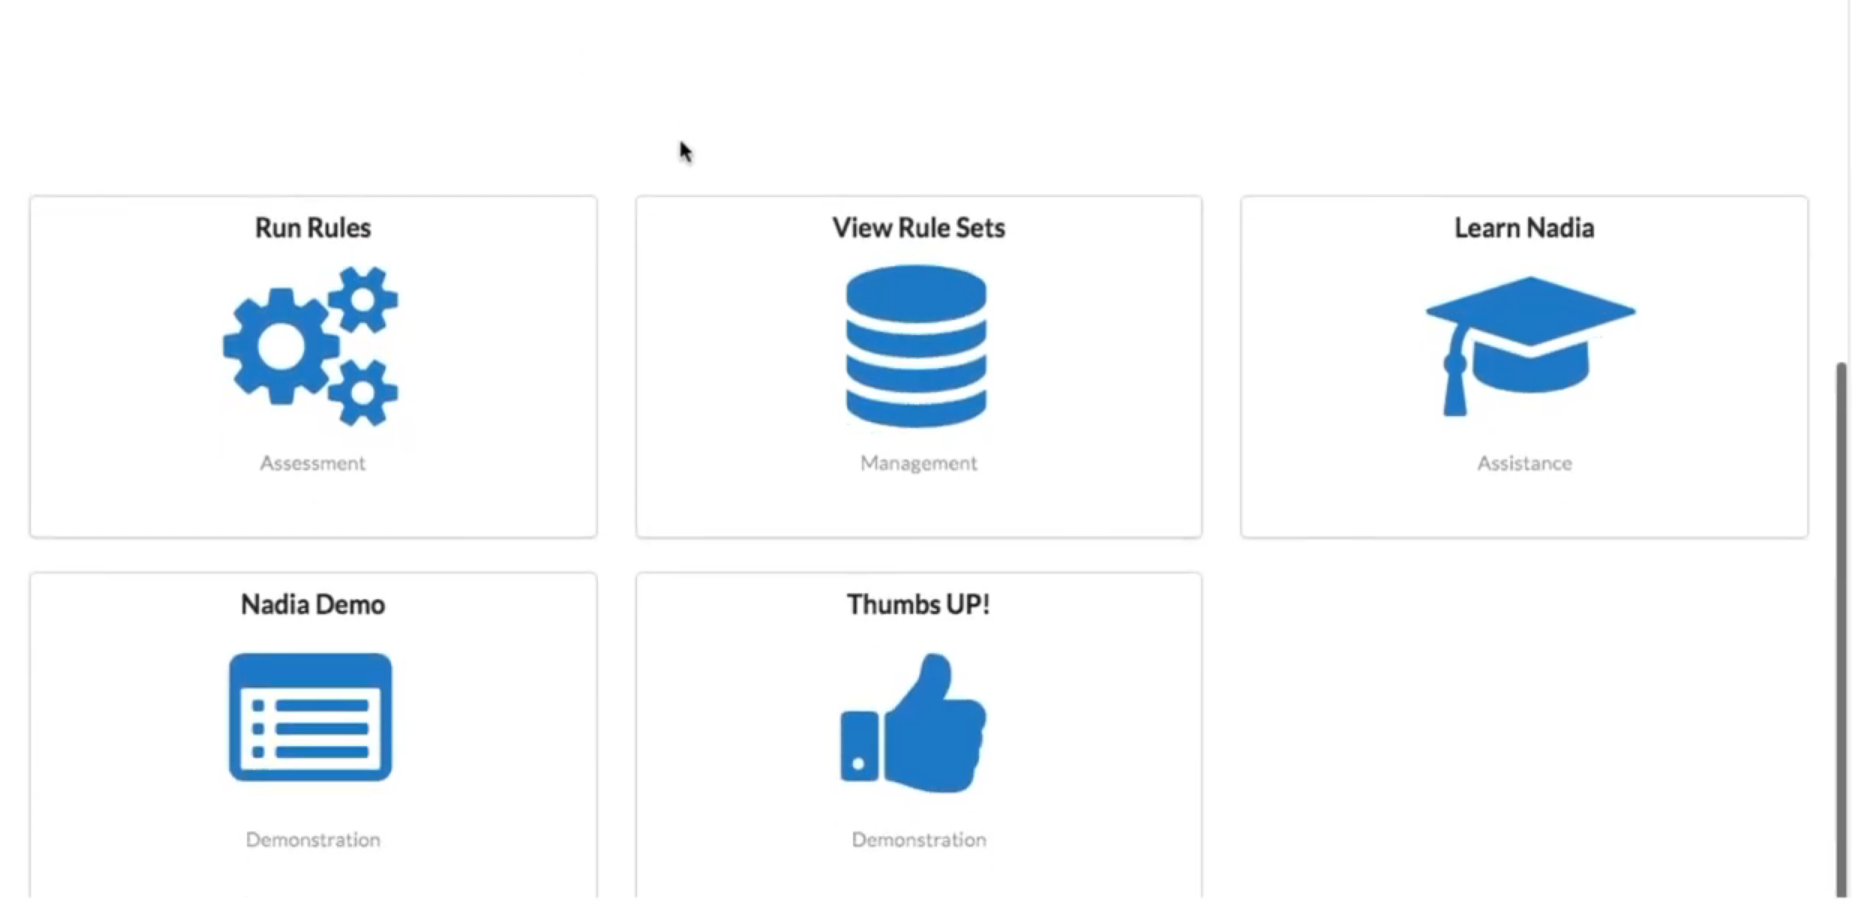 Run Rules
View Rule Sets
Learn Nadia
Assessment
Management
Assistance
Nadia Demo
Thumbs UP!
Demonstration
Demonstration